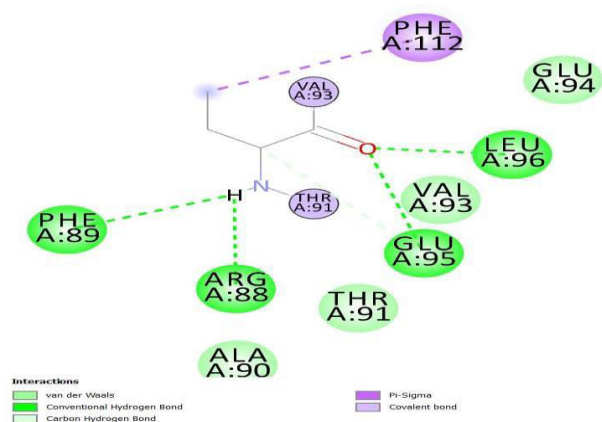 PHE
A:112
GLU
A:94
VAL
A:93
LEU
A:96
O
VAL
A:93
H
N
THR
A:91
PHE
A:89
GLU
A:95
ARG
A:88
THR
A:91
ALA
A:90
Interactions
van der Waals
Conventional Hydrogen Bond
Carbon Hydrogen Bond
Pi-Sigma
Covalent bond